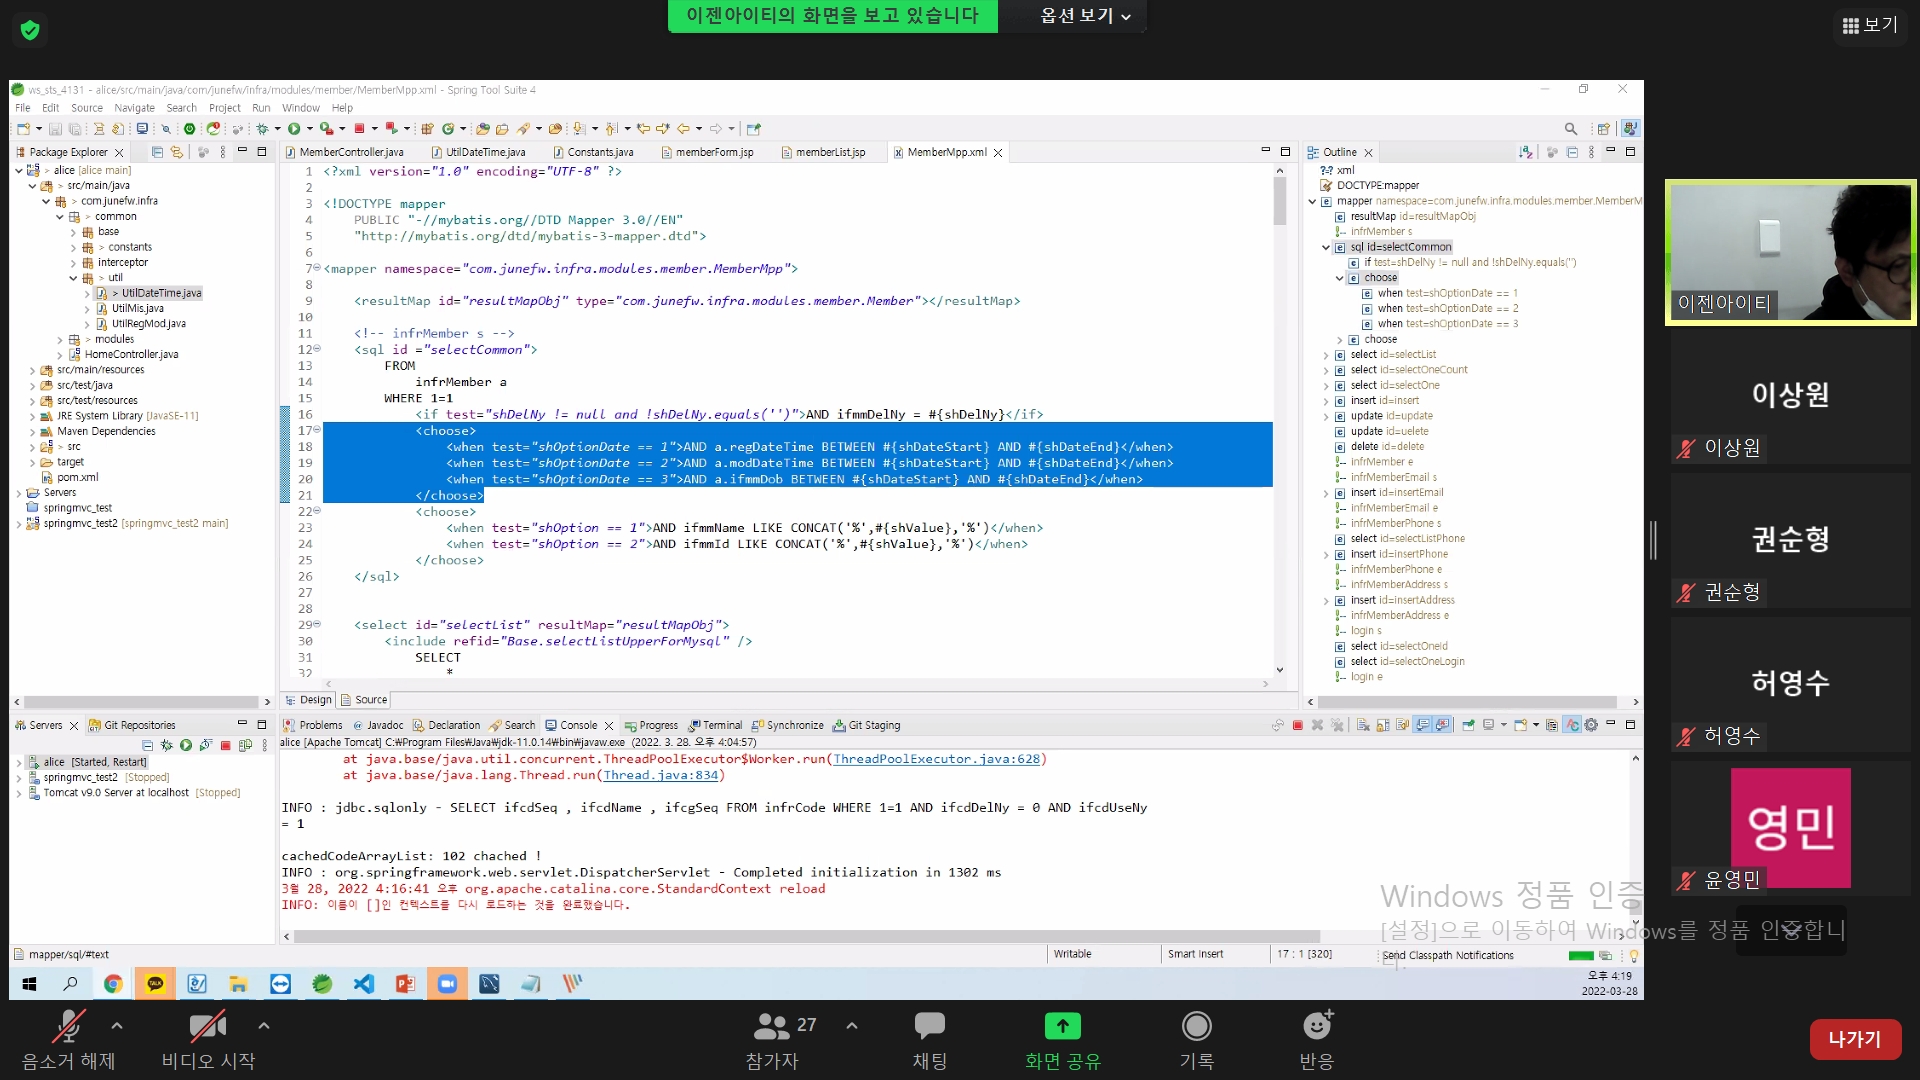 이젠아이티의 화면을 보고 있습니다
옵션 보기
보기
ws_sts_4131 - alice/src/main/java/com/junefw/infra/modules/member/MemberMpp.xml - Spring Tool Suite 4
File Edit Source Navigate Search Project Run Window Help
Package Explorer
alice [alice main]
> src/main/java
> com.junefw.infra
> common
base
> constants
interceptor
> util
> UtilDateTime.java
UtilMis.java
UtilRegMod.java
> modules
HomeController.java
src/main/resources
src/test/java
src/test/resources
JRE System Library [JavaSE-11]
Maven Dependencies
> src
target
pom.xml
Servers
springmvc_test
springmvc_test2 [springmvc_test2 main]
MemberController.java
UtilDateTime.java
Constants.java
memberForm.jsp
memberList.jsp
MemberMpp.xml
1 <?xml version="1.0" encoding="UTF-8" ?>
2
3 <!DOCTYPE mapper
4 PUBLIC "-//mybatis.org//DTD Mapper 3.0//EN"
5 "http://mybatis.org/dtd/mybatis-3-mapper.dtd">
6
7 <mapper namespace="com.junefw.infra.modules.member.MemberMpp">
8
9 <resultMap id="resultMapObj" type="com.junefw.infra.modules.member.Member"></resultMap>
10
11 <!-- infrMember s -->
12 <sql id ="selectCommon">
13 FROM
14 infrMember a
15 WHERE 1=1
16 <if test="shDelNy != null and !shDelNy.equals('')">AND ifmmDelNy = #{shDelNy}</if>
17 <choose>
18 <when test="shOptionDate == 1">AND a.regDateTime BETWEEN #{shDateStart} AND #{shDateEnd}</when>
19 <when test="shOptionDate == 2">AND a.modDateTime BETWEEN #{shDateStart} AND #{shDateEnd}</when>
20 <when test="shOptionDate == 3">AND a.ifmmDob BETWEEN #{shDateStart} AND #{shDateEnd}</when>
21 </choose>
22 <choose>
23 <when test="shOption == 1">AND ifmmName LIKE CONCAT('%',#{shValue},'%')</when>
24 <when test="shOption == 2">AND ifmmId LIKE CONCAT('%',#{shValue},'%')</when>
25 </choose>
26 </sql>
27
28
29 <select id="selectList" resultMap="resultMapObj">
30 <include refid="Base.selectListUpperForMysql" />
31 SELECT
32 *
Design
Source
Outline
xml
DOCTYPE:mapper
mapper namespace=com.junefw.infra.modules.member.MemberM
resultMap id=resultMapObj
infrMember s
sql id=selectCommon
if test=shDelNy != null and !shDelNy.equals('')
choose
when test=shOptionDate == 1
when test=shOptionDate == 2
when test=shOptionDate == 3
choose
select id=selectList
select id=selectOneCount
select id=selectOne
insert id=insert
update id=update
update id=uelete
delete id=delete
infrMember e
infrMemberEmail s
insert id=insertEmail
infrMemberEmail e
infrMemberPhone s
select id=selectListPhone
insert id=insertPhone
infrMemberPhone e
infrMemberAddress s
insert id=insertAddress
infrMemberAddress e
login s
select id=selectOneId
select id=selectOneLogin
login e
Servers
Git Repositories
alice [Started, Restart]
springmvc_test2 [Stopped]
Tomcat v9.0 Server at localhost [Stopped]
Problems
@ Javadoc
Declaration
Search
Console
Progress
Terminal
Synchronize
Git Staging
alice [Apache Tomcat] C:₩Program Files₩Java₩jdk-11.0.14₩bin₩javaw.exe (2022. 3. 28. 오후 4:04:57)
at java.base/java.util.concurrent.ThreadPoolExecutor$Worker.run(ThreadPoolExecutor.java:628)
at java.base/java.lang.Thread.run(Thread.java:834)
INFO : jdbc.sqlonly - SELECT ifcdSeq , ifcdName , ifcgSeq FROM infrCode WHERE 1=1 AND ifcdDelNy = 0 AND ifcdUseNy
= 1
cachedCodeArrayList: 102 chached !
INFO : org.springframework.web.servlet.DispatcherServlet - Completed initialization in 1302 ms
3월 28, 2022 4:16:41 오후 org.apache.catalina.core.StandardContext reload
INFO: 이름이 []인 컨텍스트를 다시 로드하는 것을 완료했습니다.
mapper/sql/#text
Writable
Smart Insert
17 : 1 [320]
Send Classpath Notifications
Windows 정품 인증
[설정]으로 이동하여 Windows를 정품 인증합니
다.
오후 4:19
2022-03-28
이젠아이티
이상원
이상원
권순형
권순형
허영수
허영수
영민
윤영민
음소거 해제
비디오 시작
27
참가자
채팅
화면 공유
기록
반응
나가기